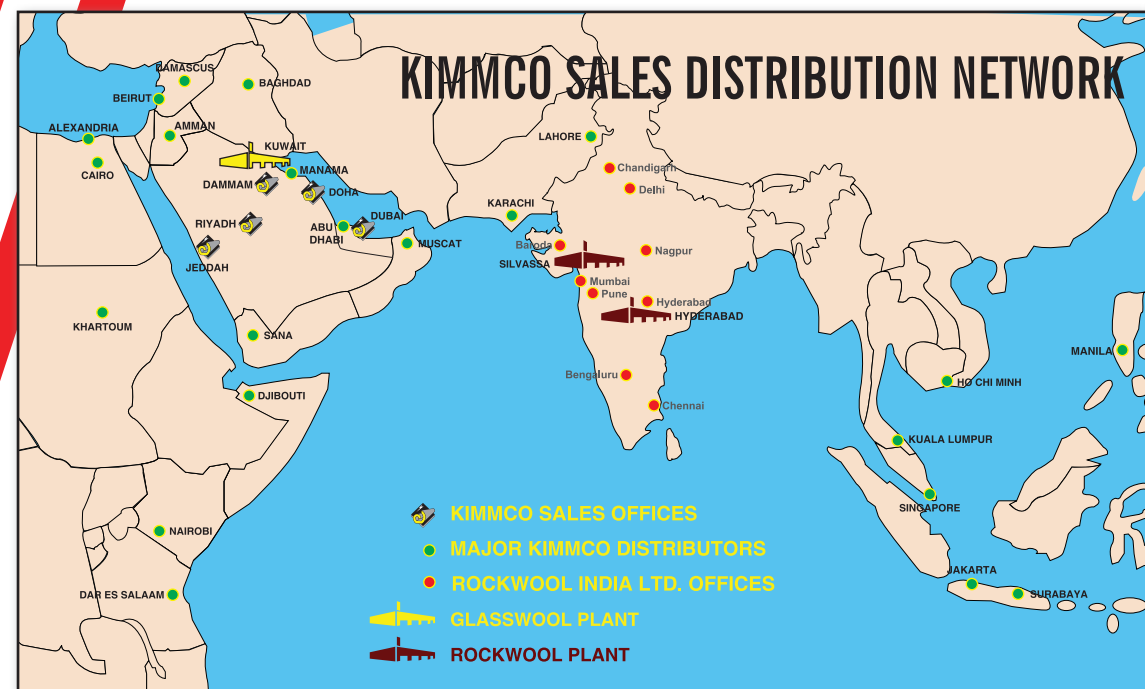 KIMMCO SALES DISTRIBUTION NETWORK
DAMASCUS
BAGHDAD
BEIRUT
ALEXANDRIA
AMMAN
CAIRO
KUWAIT
MANAMA
DAMMAM
DOHA
RIYADH
ABU
DHABI
DUBAI
JEDDAH
MUSCAT
KHARTOUM
SANA
DJIBOUTI
NAIROBI
DAR ES SALAAM
LAHORE
Chandigarh
Delhi
KARACHI
Baroda
SILVASSA
Nagpur
Mumbai
Pune
Hyderabad
HYDERABAD
Bengaluru
Chennai
MANILA
HO CHI MINH
KUALA LUMPUR
SINGAPORE
JAKARTA
SURABAYA
KIMMCO SALES OFFICES
MAJOR KIMMCO DISTRIBUTORS
ROCKWOOL INDIA LTD. OFFICES
GLASSWOOL PLANT
ROCKWOOL PLANT